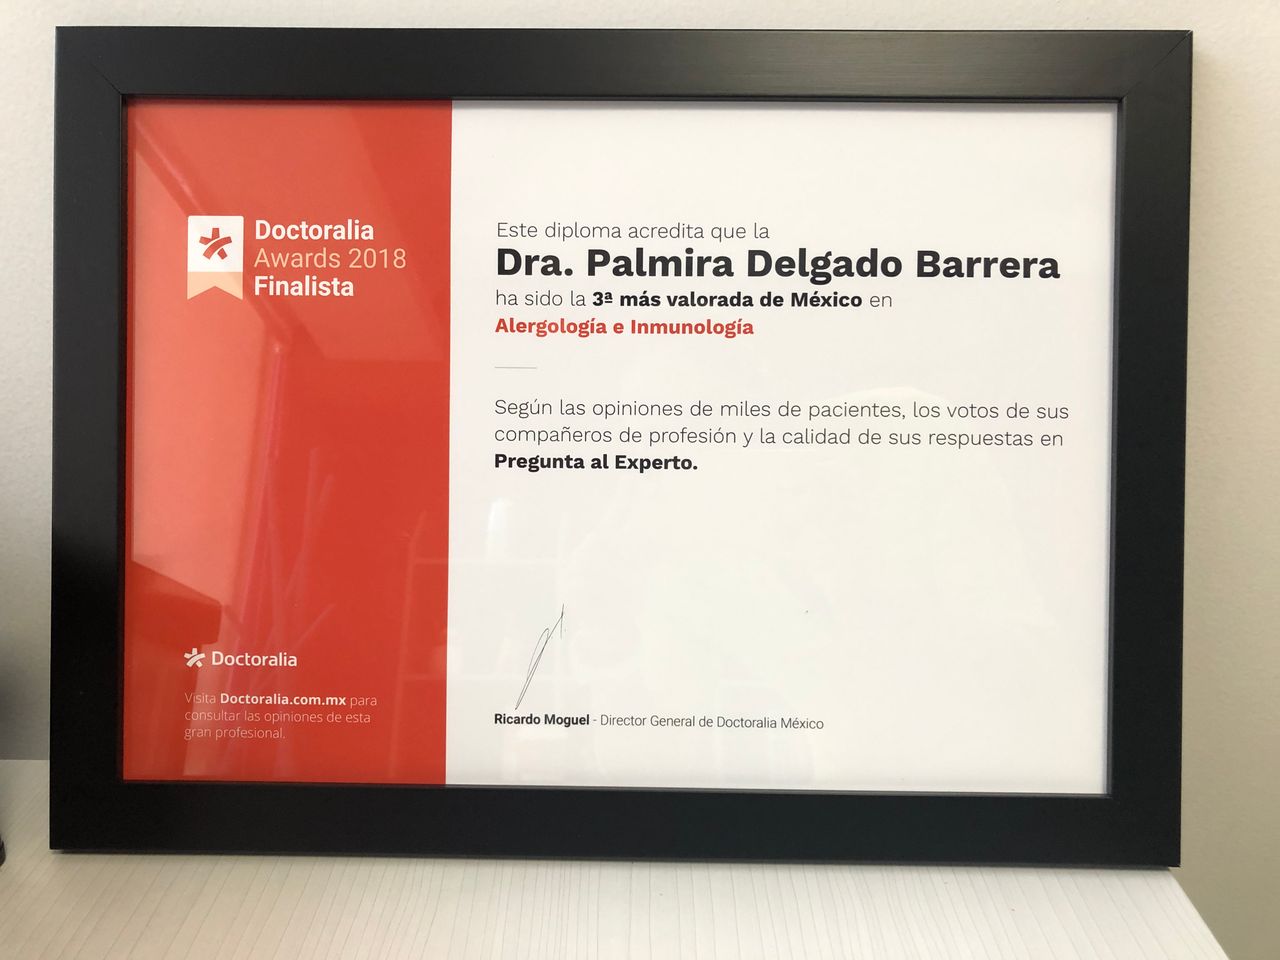 Doctoralia
Awards 2018
Finalista
Este diploma acredita que la
Dra. Palmira Delgado Barrera
ha sido la 3ª más valorada de México en
Alergología e Inmunología
Según las opiniones de miles de pacientes, los votos de sus
compañeros de profesión y la calidad de sus respuestas en
Pregunta al Experto.
Doctoralia
Visita Doctoralia.com.mx para
consultar las opiniones de esta
gran profesional.
Ricardo Moguel - Director General de Doctoralia México